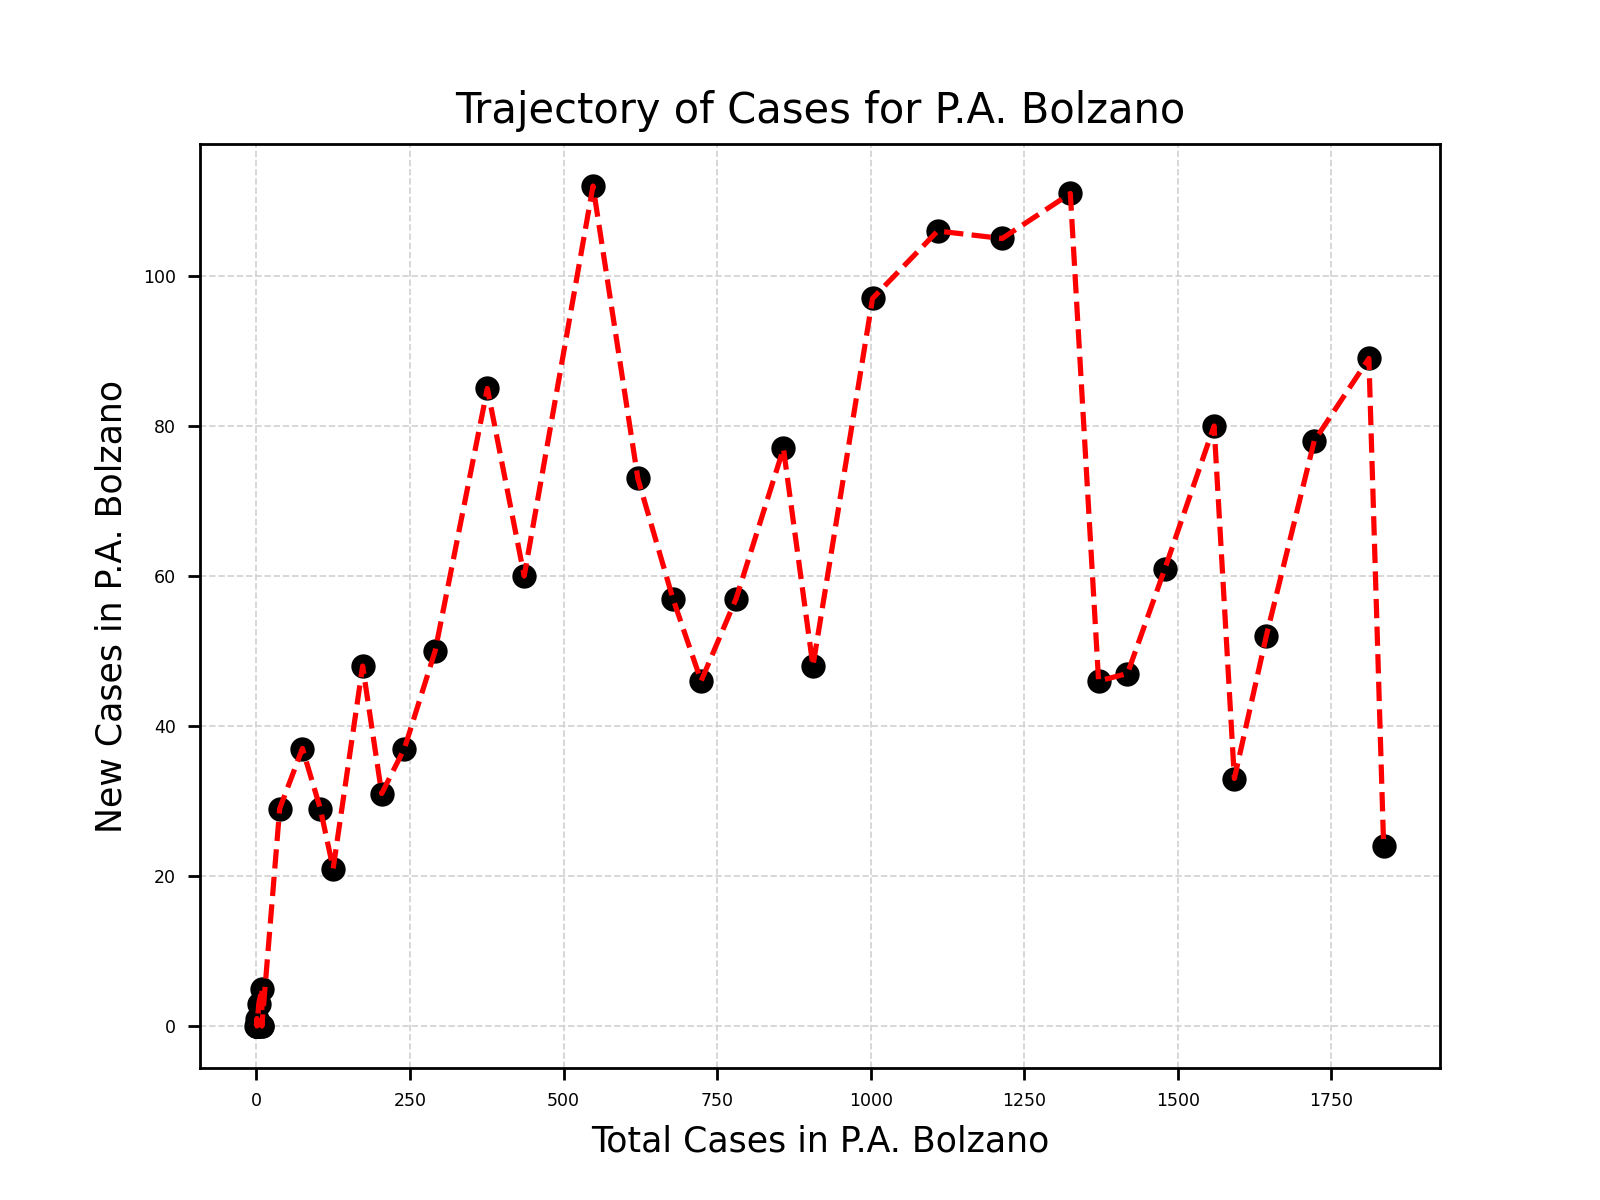 Trajectory of Cases for P.A. Bolzano
New Cases in P.A. Bolzano
100
80
60
40
20
0
0 250 500 750 1000 1250 1500 1750
Total Cases in P.A. Bolzano